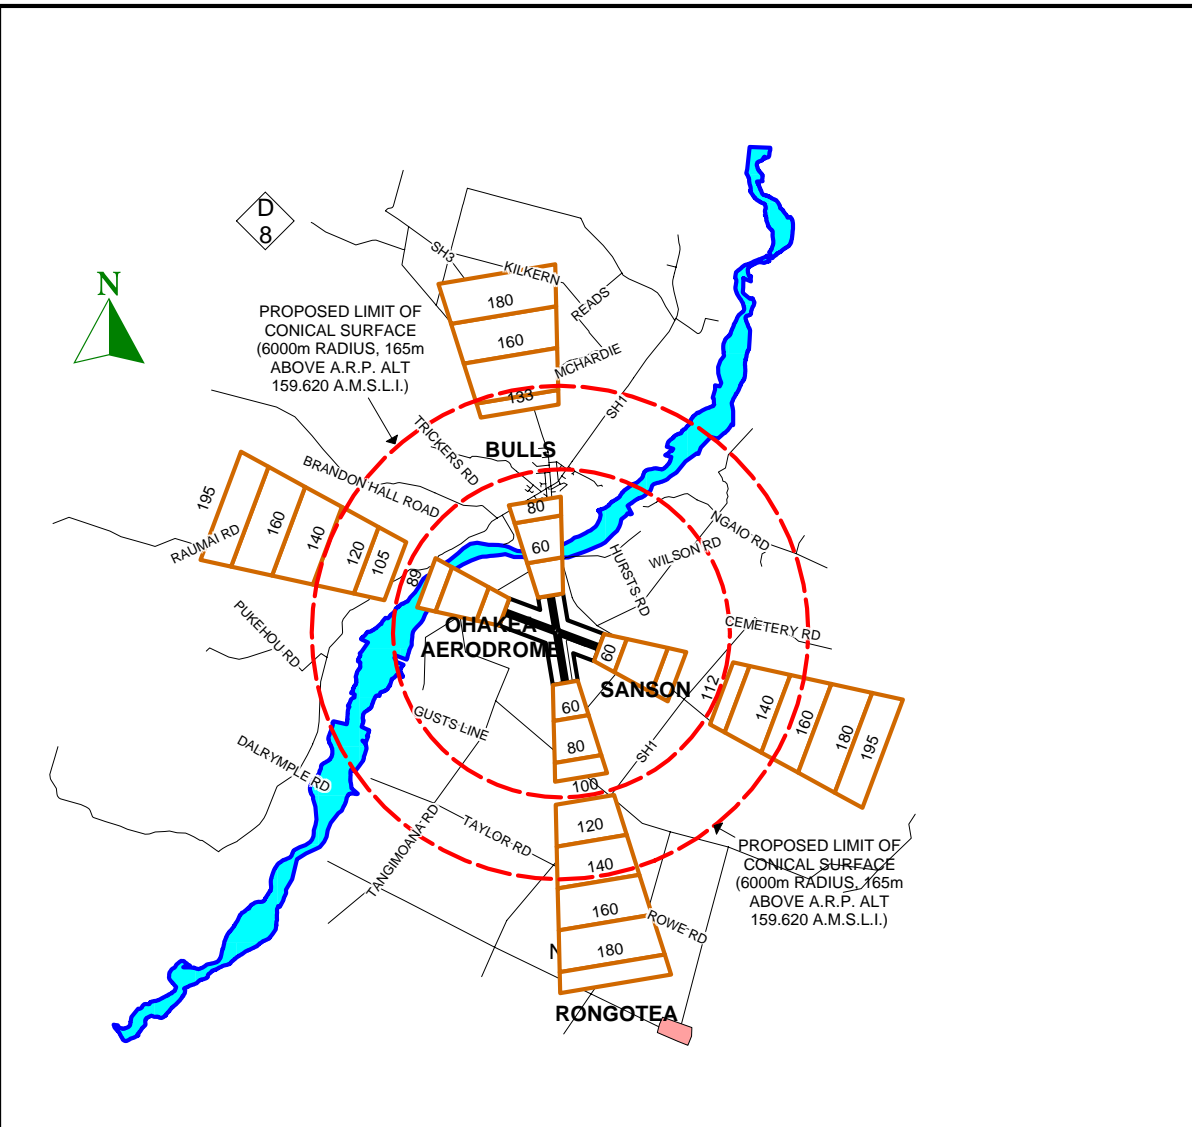 D
8
N
SH3
KILKERN
READS
180
PROPOSED LIMIT OF
CONICAL SURFACE
(6000m RADIUS, 165m
ABOVE A.R.P. ALT
159.620 A.M.S.L.I.)
160
MCHARDIE
133
SH1
TRICKERS RD
BULLS
BRANDON HALL ROAD
195
RAUMAI RD
160
140
120
105
89
80
60
HURSTS RD
WILSON RD
NGAIO RD
PUKEHOU RD
OHAKEA
AERODROME
60
CEMETERY RD
SANSON
112
140
160
180
195
60
80
100
GUSTS LINE
SH1
DALRYMPLE RD
TANGIMOANA RD
TAYLOR RD
120
140
160
180
ROWE RD
N
PROPOSED LIMIT OF
CONICAL SURFACE
(6000m RADIUS, 165m
ABOVE A.R.P. ALT
159.620 A.M.S.L.I.)
RONGOTEA